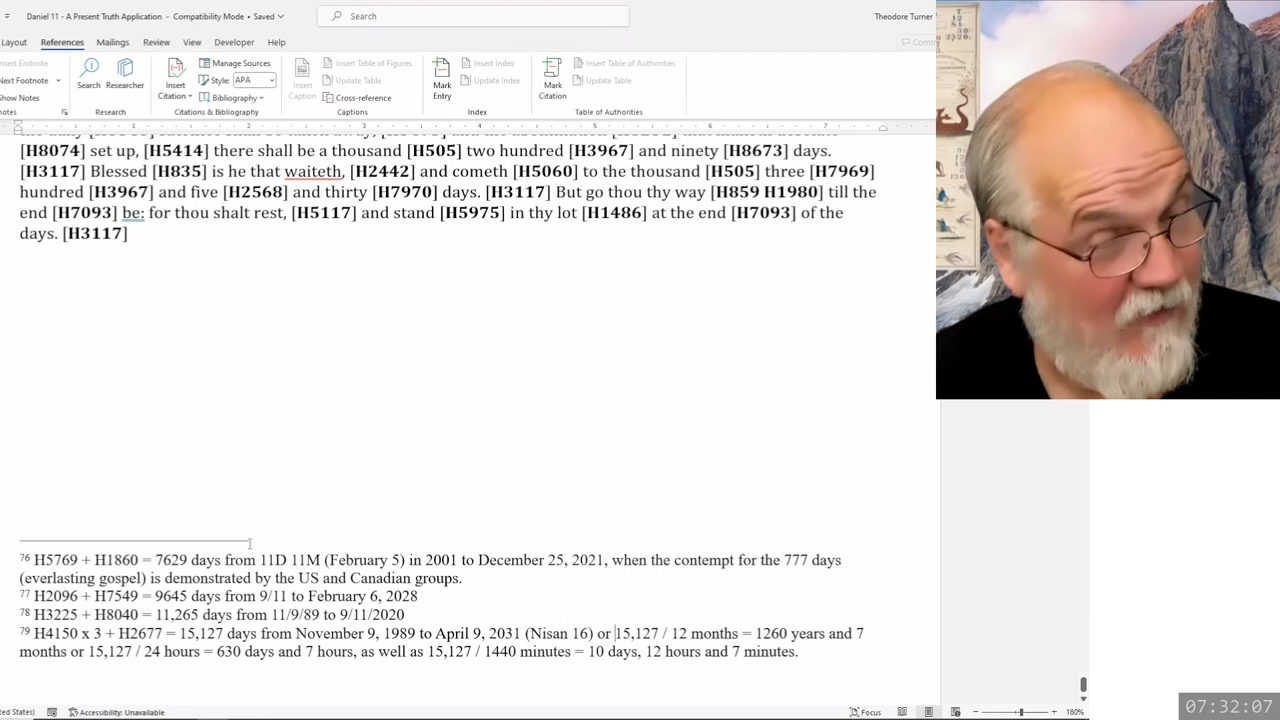 Daniel 11 - A Present Truth Application - Compatibility Mode • Saved
Search
Theodore Turner
Layout References Mailings Review View Developer Help
Insert Endnote
Next Footnote
Show Notes
Search
Researcher
Research
Insert Citation
Manage Sources
Style: APA
Bibliography
Citations & Bibliography
Insert Caption
Insert Table of Figures
Update Table
Cross-reference
Captions
Mark Entry
Insert Index
Update Index
Index
Mark Citation
Insert Table of Authorities
Update Table
Table of Authorities
1 2 3 4 5 6 7
[H8074] set up, [H5414] there shall be a thousand [H505] two hundred [H3967] and ninety [H8673] days.
[H3117] Blessed [H835] is he that waiteth, [H2442] and cometh [H5060] to the thousand [H505] three [H7969]
hundred [H3967] and five [H2568] and thirty [H7970] days. [H3117] But go thou thy way [H859 H1980] till the
end [H7093] be: for thou shalt rest, [H5117] and stand [H5975] in thy lot [H1486] at the end [H7093] of the
days. [H3117]
76 H5769 + H1860 = 7629 days from 11D 11M (February 5) in 2001 to December 25, 2021, when the contempt for the 777 days
(everlasting gospel) is demonstrated by the US and Canadian groups.
77 H2096 + H7549 = 9645 days from 9/11 to February 6, 2028
78 H3225 + H8040 = 11,265 days from 11/9/89 to 9/11/2020
79 H4150 x 3 + H2677 = 15,127 days from November 9, 1989 to April 9, 2031 (Nisan 16) or 15,127 / 12 months = 1260 years and 7
months or 15,127 / 24 hours = 630 days and 7 hours, as well as 15,127 / 1440 minutes = 10 days, 12 hours and 7 minutes.
ted States)
Accessibility: Unavailable
Focus
180%
07:32:07